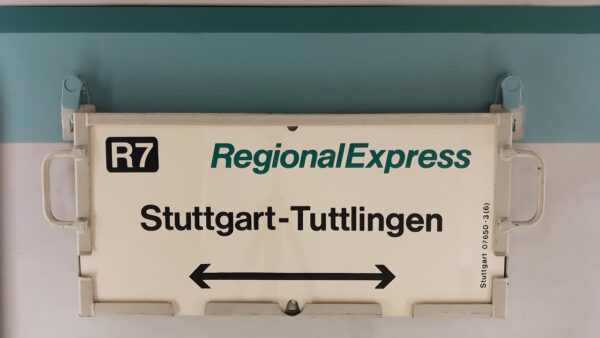 R7 RegionalExpress
Stuttgart-Tuttlingen
Stuttgart 07650-3(6)